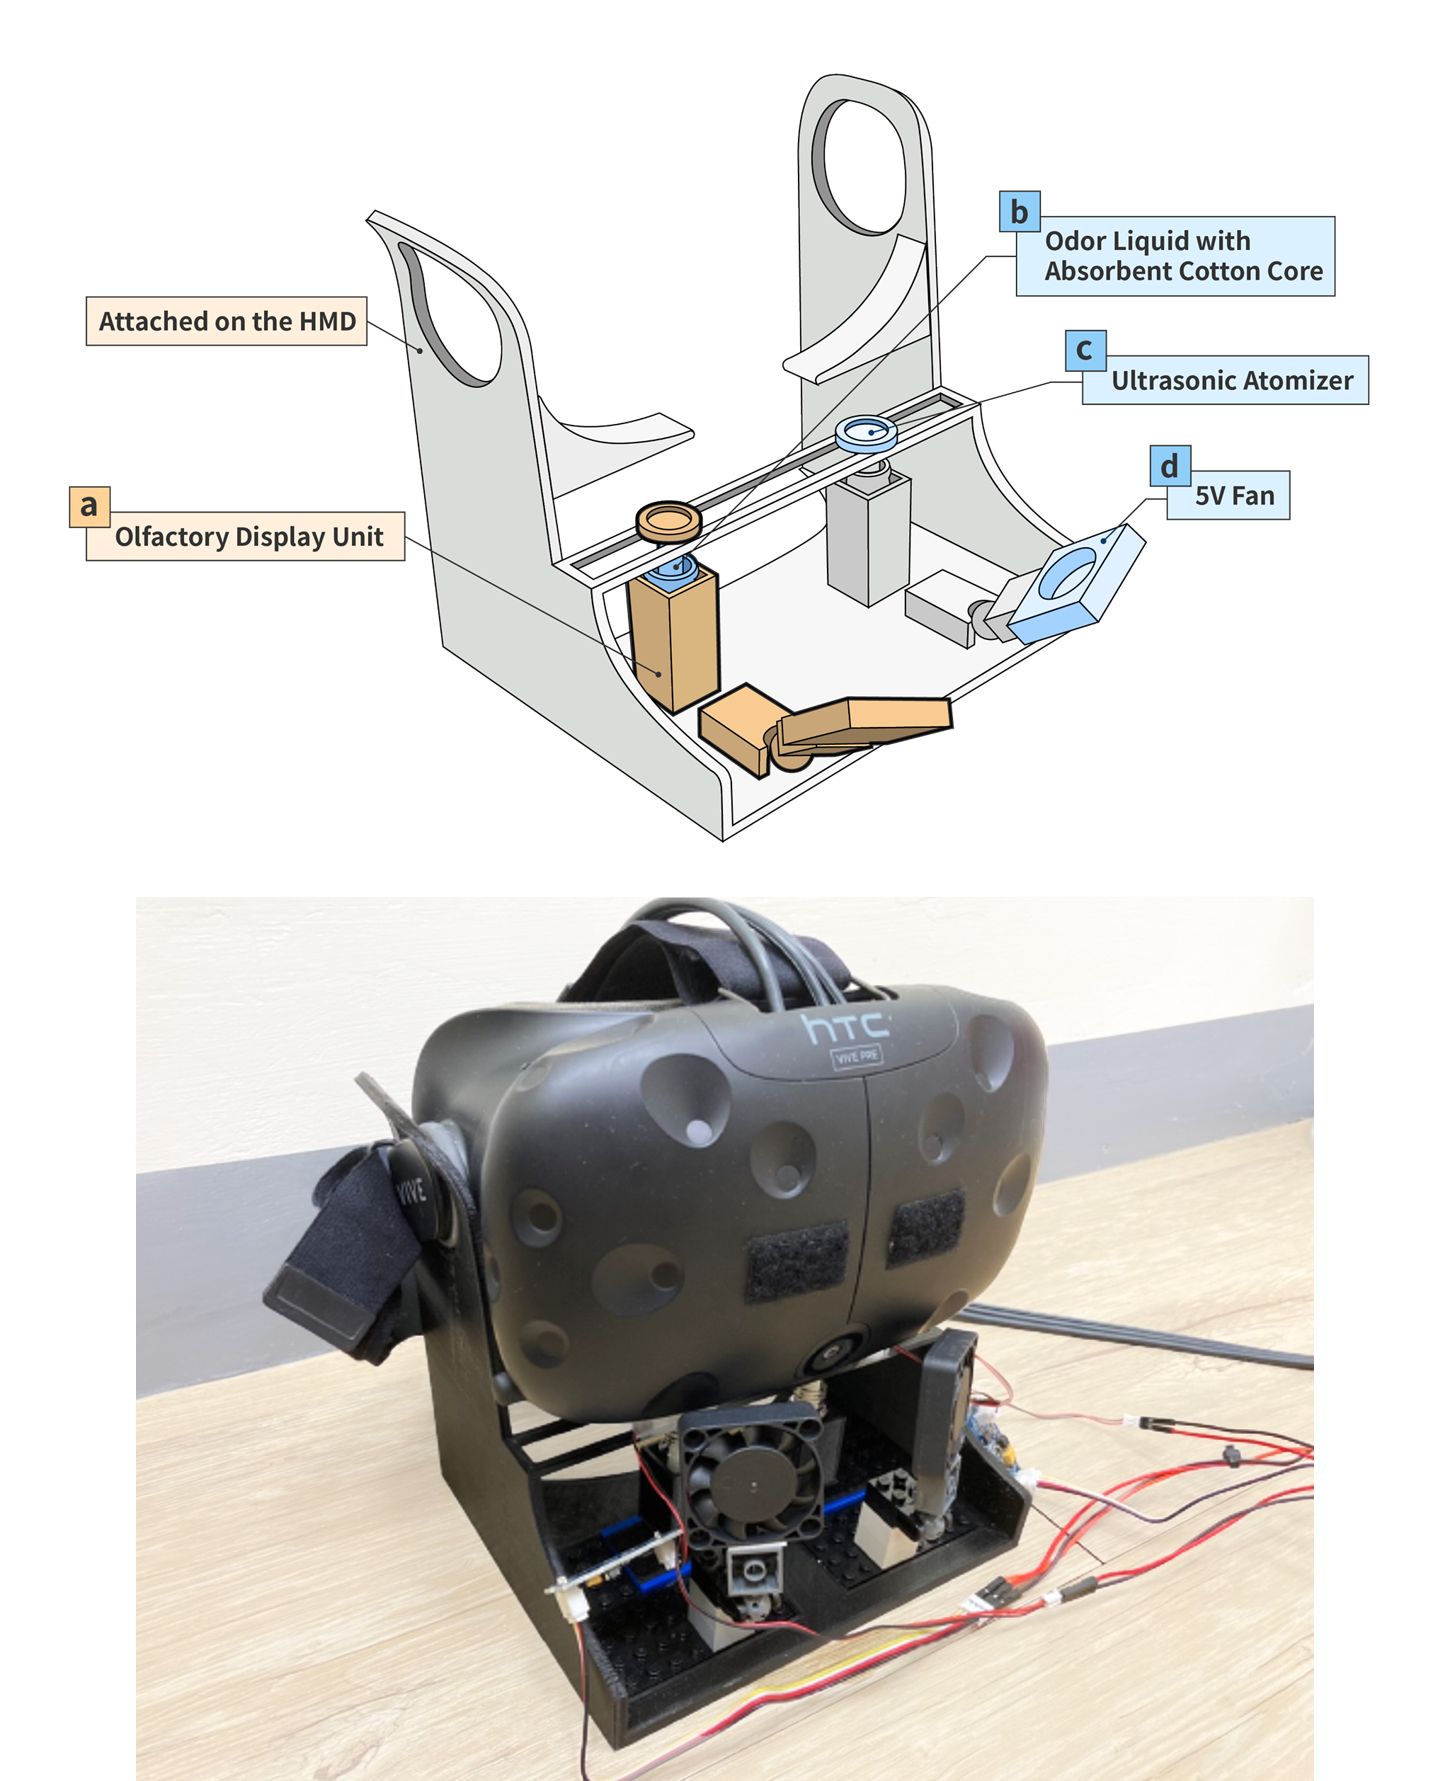 b
Odor Liquid with
Absorbent Cotton Core
Attached on the HMD
c
Ultrasonic Atomizer
d
5V Fan
a
Olfactory Display Unit
hTC
VIVE PRE
VIVE